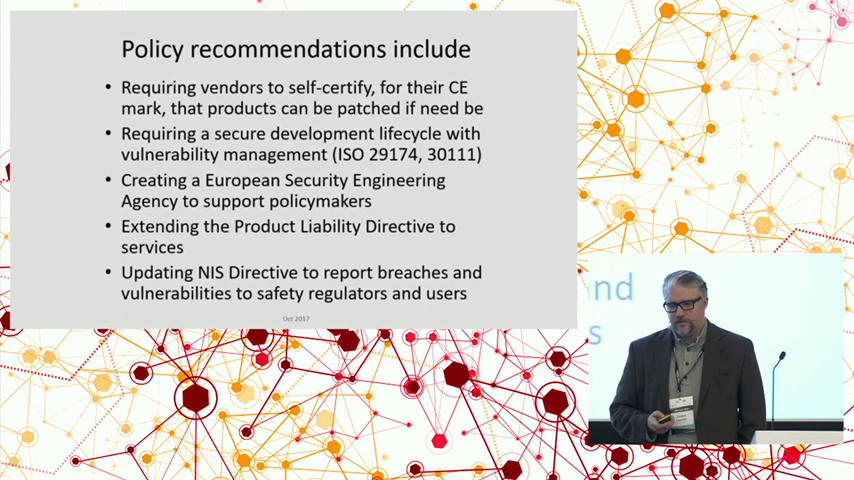 Policy recommendations include
• Requiring vendors to self-certify, for their CE
mark, that products can be patched if need be
• Requiring a secure development lifecycle with
vulnerability management (ISO 29174, 30111)
• Creating a European Security Engineering
Agency to support policymakers
• Extending the Product Liability Directive to
services
• Updating NIS Directive to report breaches and
vulnerabilities to safety regulators and users
Oct 2017
nd
s